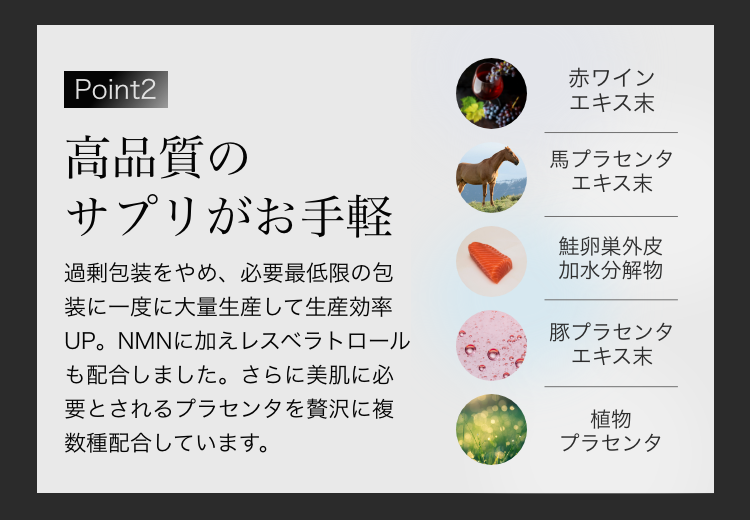 Point2
高品質の
サプリがお手軽
過剰包装をやめ、必要最低限の包
装に一度に大量生産して生産効率
UP。NMNに加えレスベラトロール
も配合しました。さらに美肌に必
要とされるプラセンタを贅沢に複
数種配合しています。
赤ワイン
エキス末
馬プラセンタ
エキス末
鮭卵巣外皮
加水分解物
豚プラセンタ
エキス末
植物
プラセンタ